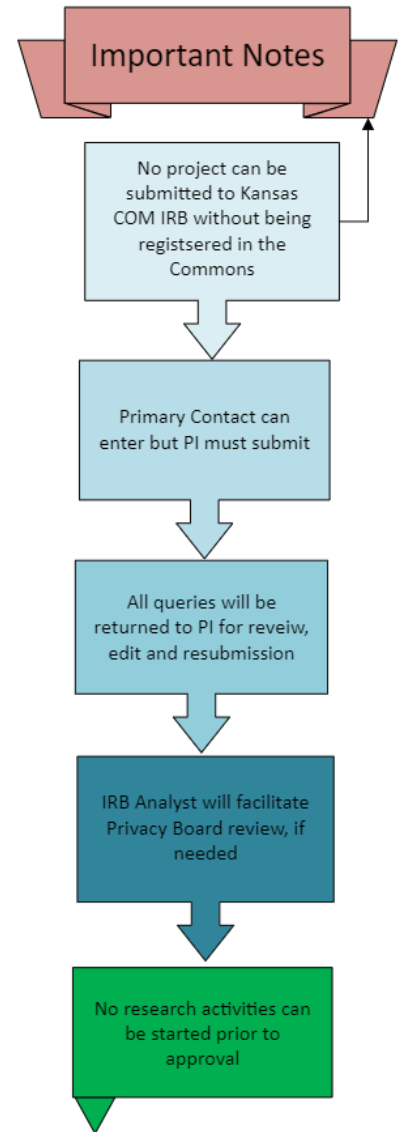 Important Notes
No project can be
submitted to Kansas
COM IRB without being
registsered in the
Commons
Primary Contact can
enter but PI must submit
All queries will be
returned to PI for reveiw,
edit and resubmission
IRB Analyst will facilitate
Privacy Board review, if
needed
No research activities can
be started prior to
approval